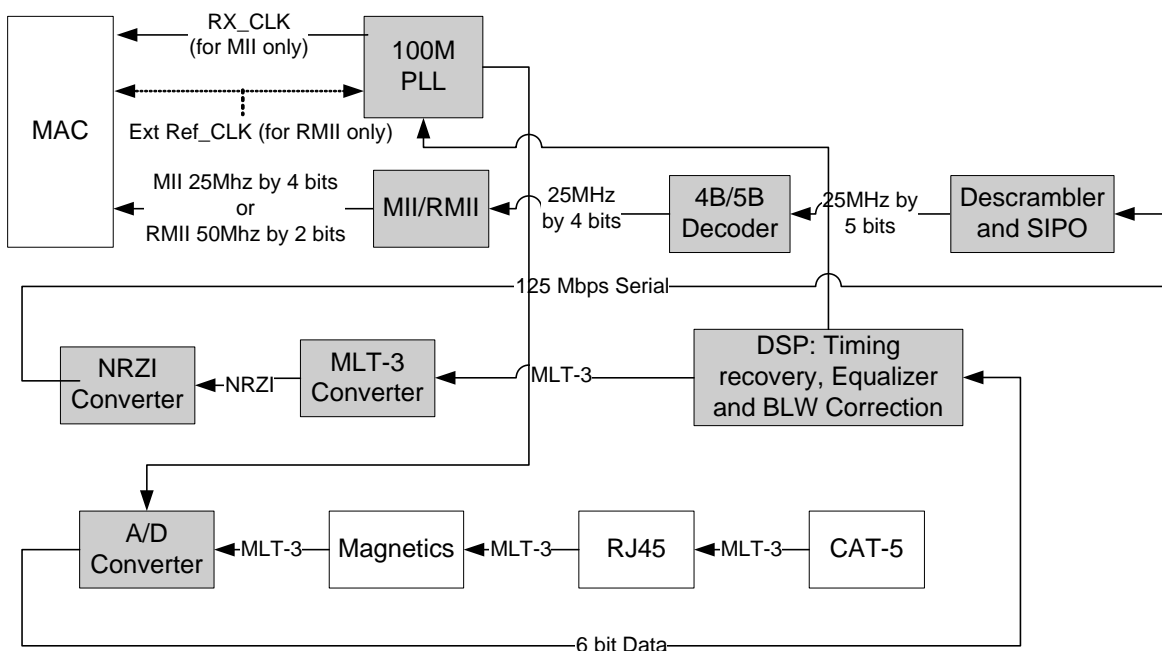 RX_CLK
(for MII only)
100M
PLL
MAC
Ext Ref_CLK (for RMII only)
MII 25Mhz by 4 bits
or
RMII 50Mhz by 2 bits
MII/RMII
25MHz
by 4 bits
4B/5B
Decoder
25MHz by
5 bits
Descrambler
and SIPO
125 Mbps Serial
NRZI
Converter
NRZI
MLT-3
Converter
MLT-3
DSP: Timing
recovery, Equalizer
and BLW Correction
A/D
Converter
MLT-3
Magnetics
MLT-3
RJ45
MLT-3
CAT-5
6 bit Data